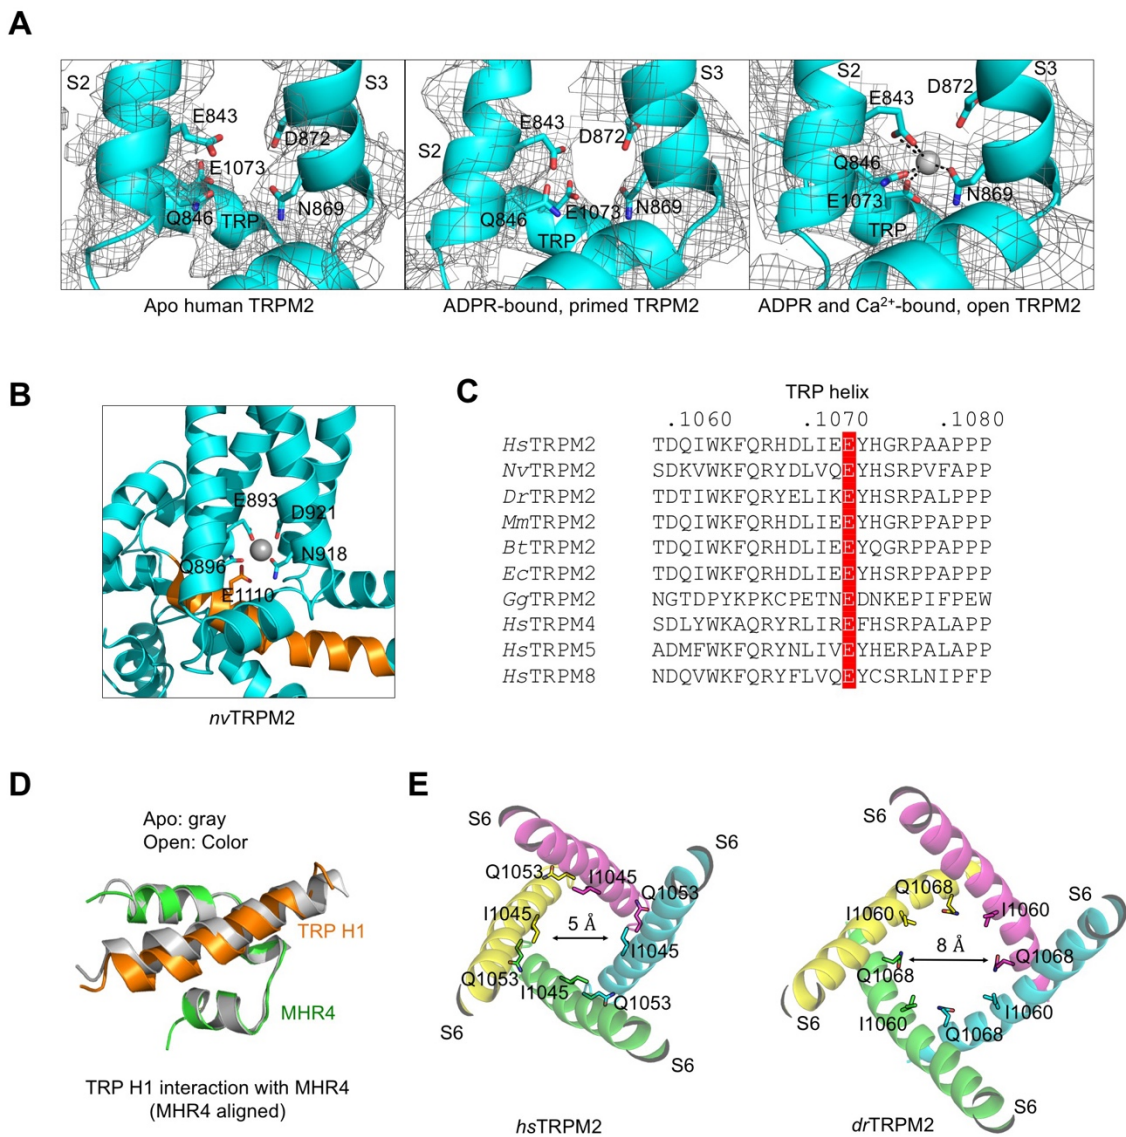 A
S2
S3
E843
D872
E1073
Q846
TRP
N869
Apo human TRPM2
S2
E843
D872
Q846
E1073
N869
TRP
ADPR-bound, primed TRPM2
S2
S3
E843
D872
Q846
E1073
N869
TRP
ADPR and Ca²⁺-bound, open TRPM2
B
E893
D921
Q896
N918
E1110
nvTRPM2
C
TRP helix
.1060 .1070 .1080
HsTRPM2 TDQIWKFQRHDLIEEYHGRPAAPPP
NvTRPM2 SDKVWKFQRYDLVQEYHSRPVFAPP
DrTRPM2 TDTIWKFQRYELIKEYHSRPALPPP
MmTRPM2 TDQIWKFQRHDLIEEYHGRPPAPPP
BtTRPM2 TDQIWKFQRHDLIEEYQGRPPAPPP
EcTRPM2 TDQIWKFQRHDLIEEYHSRPPAPPP
GgTRPM2 NGTDPYKPKCPETNEDNKEPIFPEW
HsTRPM4 SDLYWKAQRYRLIREFHSRPALAPP
HsTRPM5 ADMFWKFQRYNLIVEYHERPALAPP
HsTRPM8 NDQVWKFQRYFLVQEYCSRLNIPFP
D
Apo: gray
Open: Color
TRP H1
MHR4
TRP H1 interaction with MHR4
(MHR4 aligned)
E
S6
S6
Q1053
I1045
Q1053
I1045
5 Å
I1045
Q1053
I1045
Q1053
S6
S6
hsTRPM2
S6
S6
Q1068
I1060
I1060
8 Å
Q1068
Q1068
I1060
I1060
Q1068
S6
S6
drTRPM2